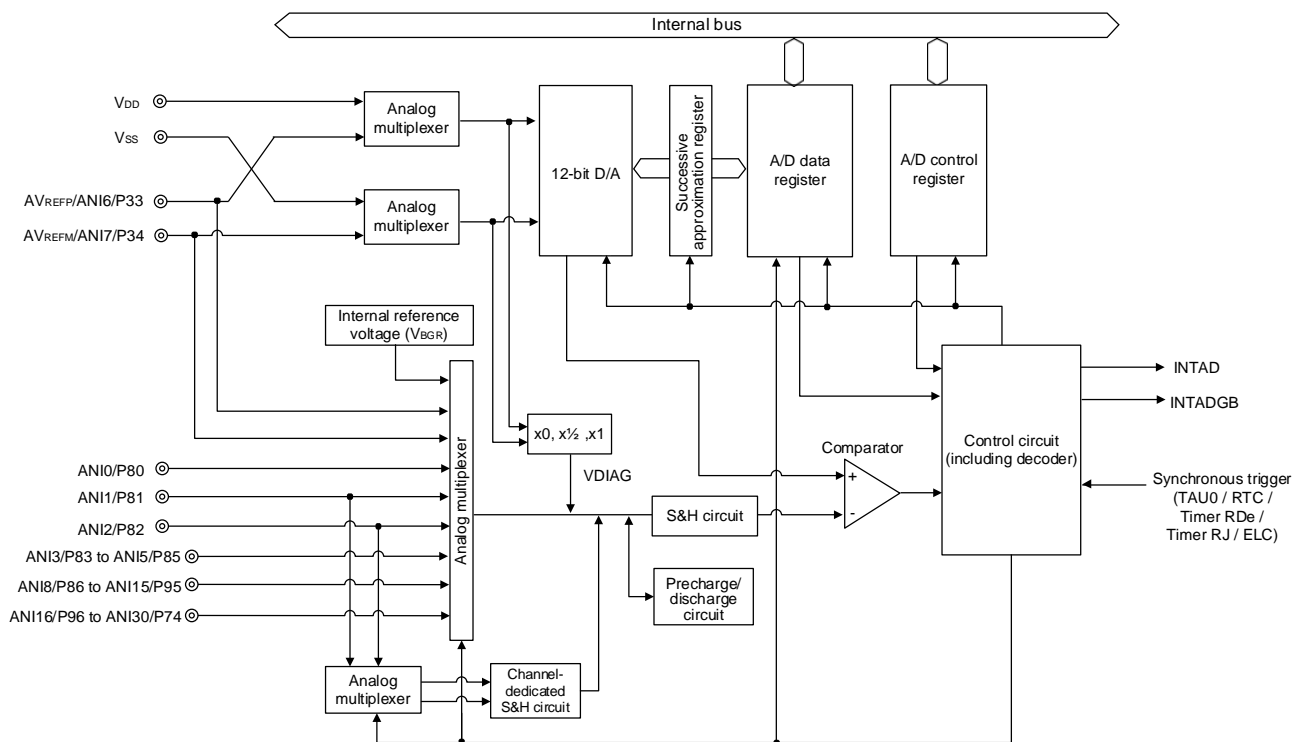 Internal bus
VDD
VSS
AVREFP/ANI6/P33
AVREFM/ANI7/P34
Analog
multiplexer
Analog
multiplexer
12-bit D/A
Successive
approximation register
A/D data
register
A/D control
register
Internal reference
voltage (VBGR)
Analog multiplexer
x0, x½ ,x1
VDIAG
Comparator
+
-
Control circuit
(including decoder)
INTAD
INTADGB
Synchronous trigger
(TAU0 / RTC /
Timer RDe /
Timer RJ / ELC)
ANI0/P80
ANI1/P81
ANI2/P82
ANI3/P83 to ANI5/P85
ANI8/P86 to ANI15/P95
ANI16/P96 to ANI30/P74
S&H circuit
Precharge/
discharge
circuit
Analog
multiplexer
Channel-
dedicated
S&H circuit